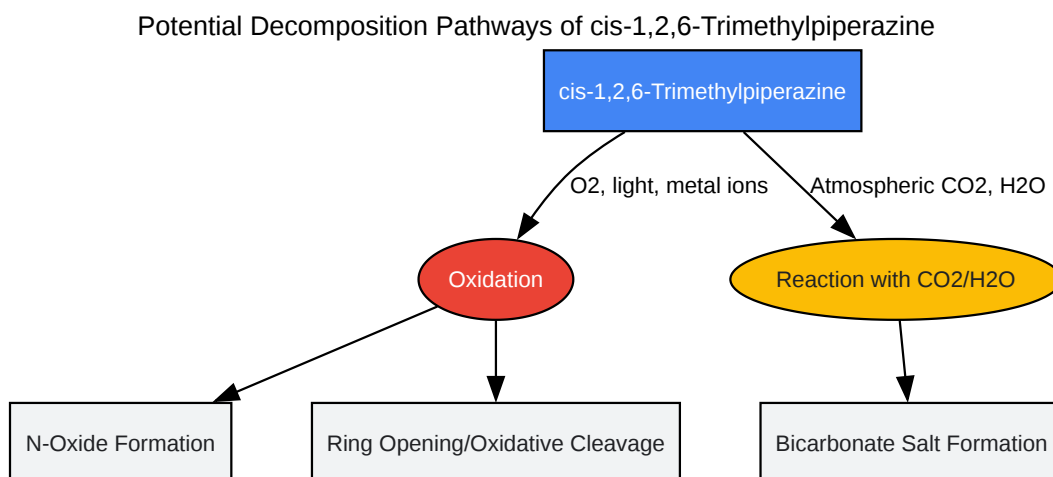 Potential Decomposition Pathways of cis-1,2,6-Trimethylpiperazine
cis-1,2,6-Trimethylpiperazine
O2, light, metal ions
Atmospheric CO2, H2O
Oxidation
Reaction with CO2/H2O
N-Oxide Formation
Ring Opening/Oxidative Cleavage
Bicarbonate Salt Formation